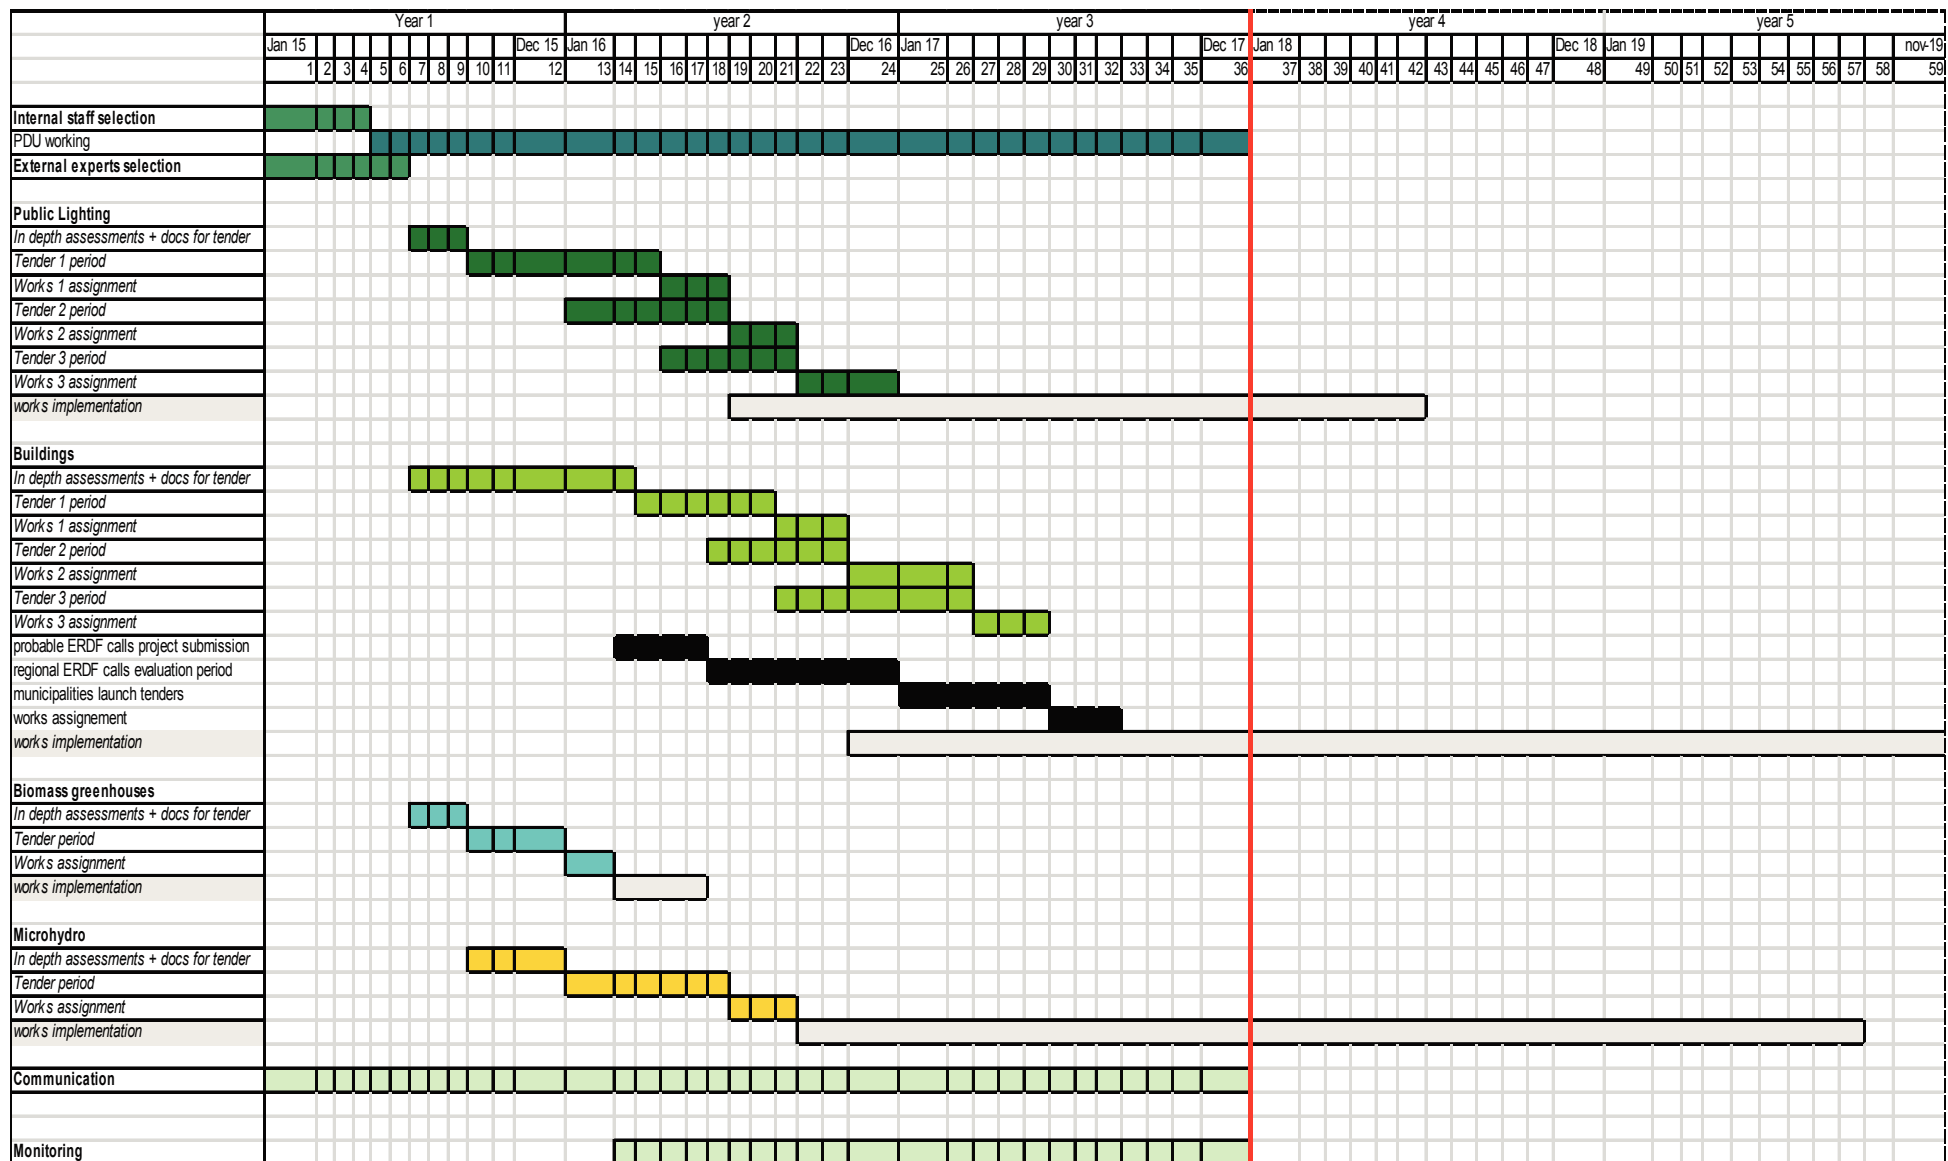 Year 1 year 2 year 3 year 4 year 5
Jan 15 Dec 15 Jan 16 Dec 16 Jan 17 Dec 17 Jan 18 Dec 18 Jan 19 nov-19
1 2 3 4 5 6 7 8 9 10 11 12 13 14 15 16 17 18 19 20 21 22 23 24 25 26 27 28 29 30 31 32 33 34 35 36 37 38 39 40 41 42 43 44 45 46 47 48 49 50 51 52 53 54 55 56 57 58 59
Internal staff selection
PDU working
External experts selection
Public Lighting
In depth assessments + docs for tender
Tender 1 period
Works 1 assignment
Tender 2 period
Works 2 assignment
Tender 3 period
Works 3 assignment
works implementation
Buildings
In depth assessments + docs for tender
Tender 1 period
Works 1 assignment
Tender 2 period
Works 2 assignment
Tender 3 period
Works 3 assignment
probable ERDF calls project submission
regional ERDF calls evaluation period
municipalities launch tenders
works assignement
works implementation
Biomass greenhouses
In depth assessments + docs for tender
Tender period
Works assignment
works implementation
Microhydro
In depth assessments + docs for tender
Tender period
Works assignment
works implementation
Communication
Monitoring